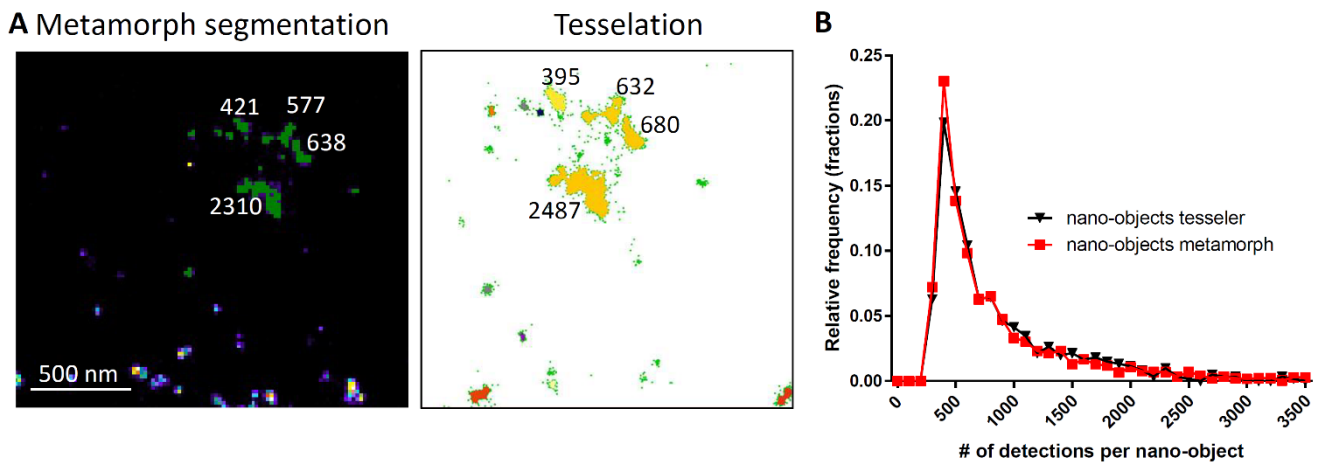 A Metamorph segmentation
Tesselation
B
421
577
638
2310
500 nm
395
632
680
2487
Relative frequency (fractions)
0.25
0.20
0.15
0.10
0.05
0.00
nano-objects tesseler
nano-objects metamorph
0
500
1000
1500
2000
2500
3000
3500
# of detections per nano-object